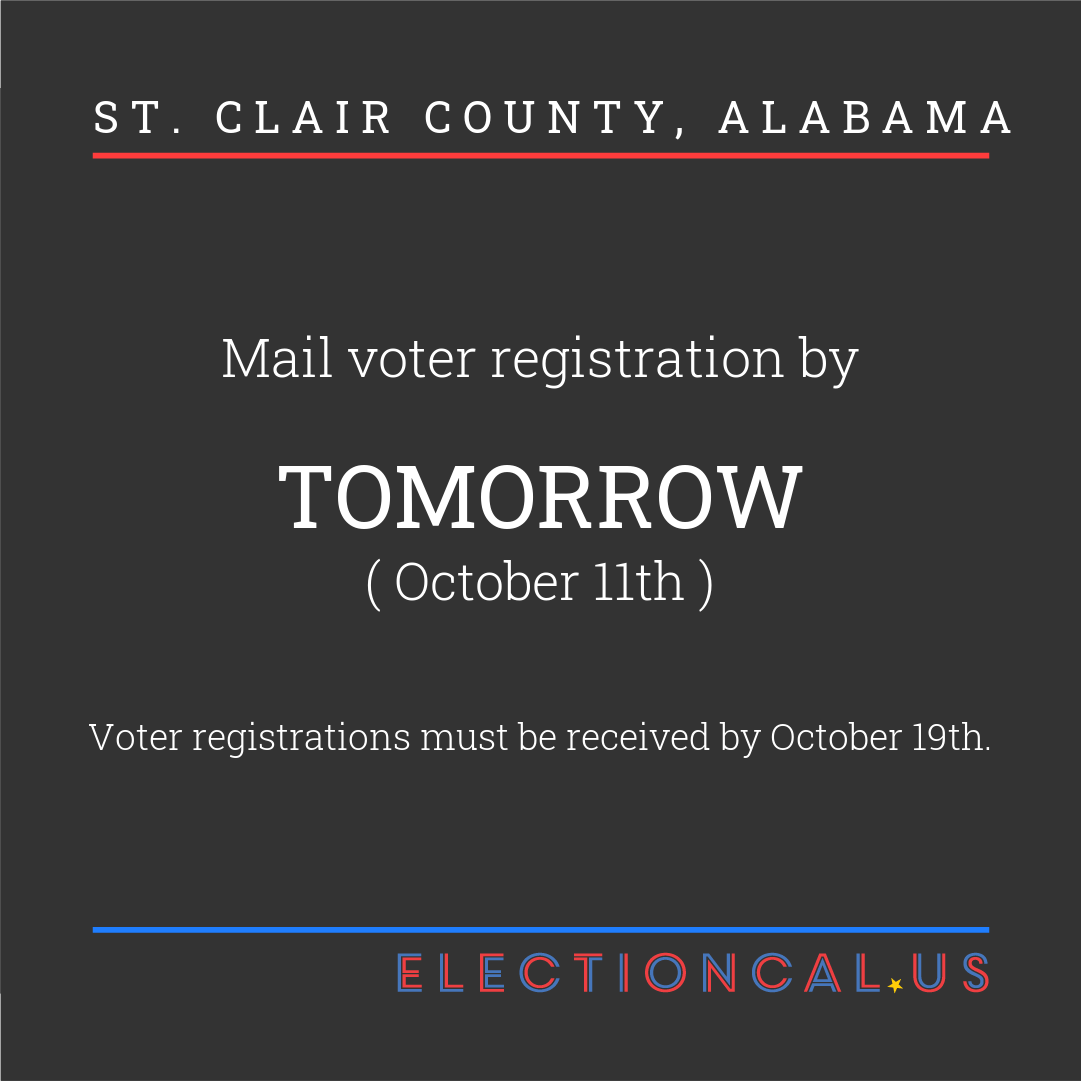 ST. CLAIR COUNTY, ALABAMA
Mail voter registration by
TOMORROW
( October 11th )
Voter registrations must be received by October 19th.
ELECTIONCAL.US